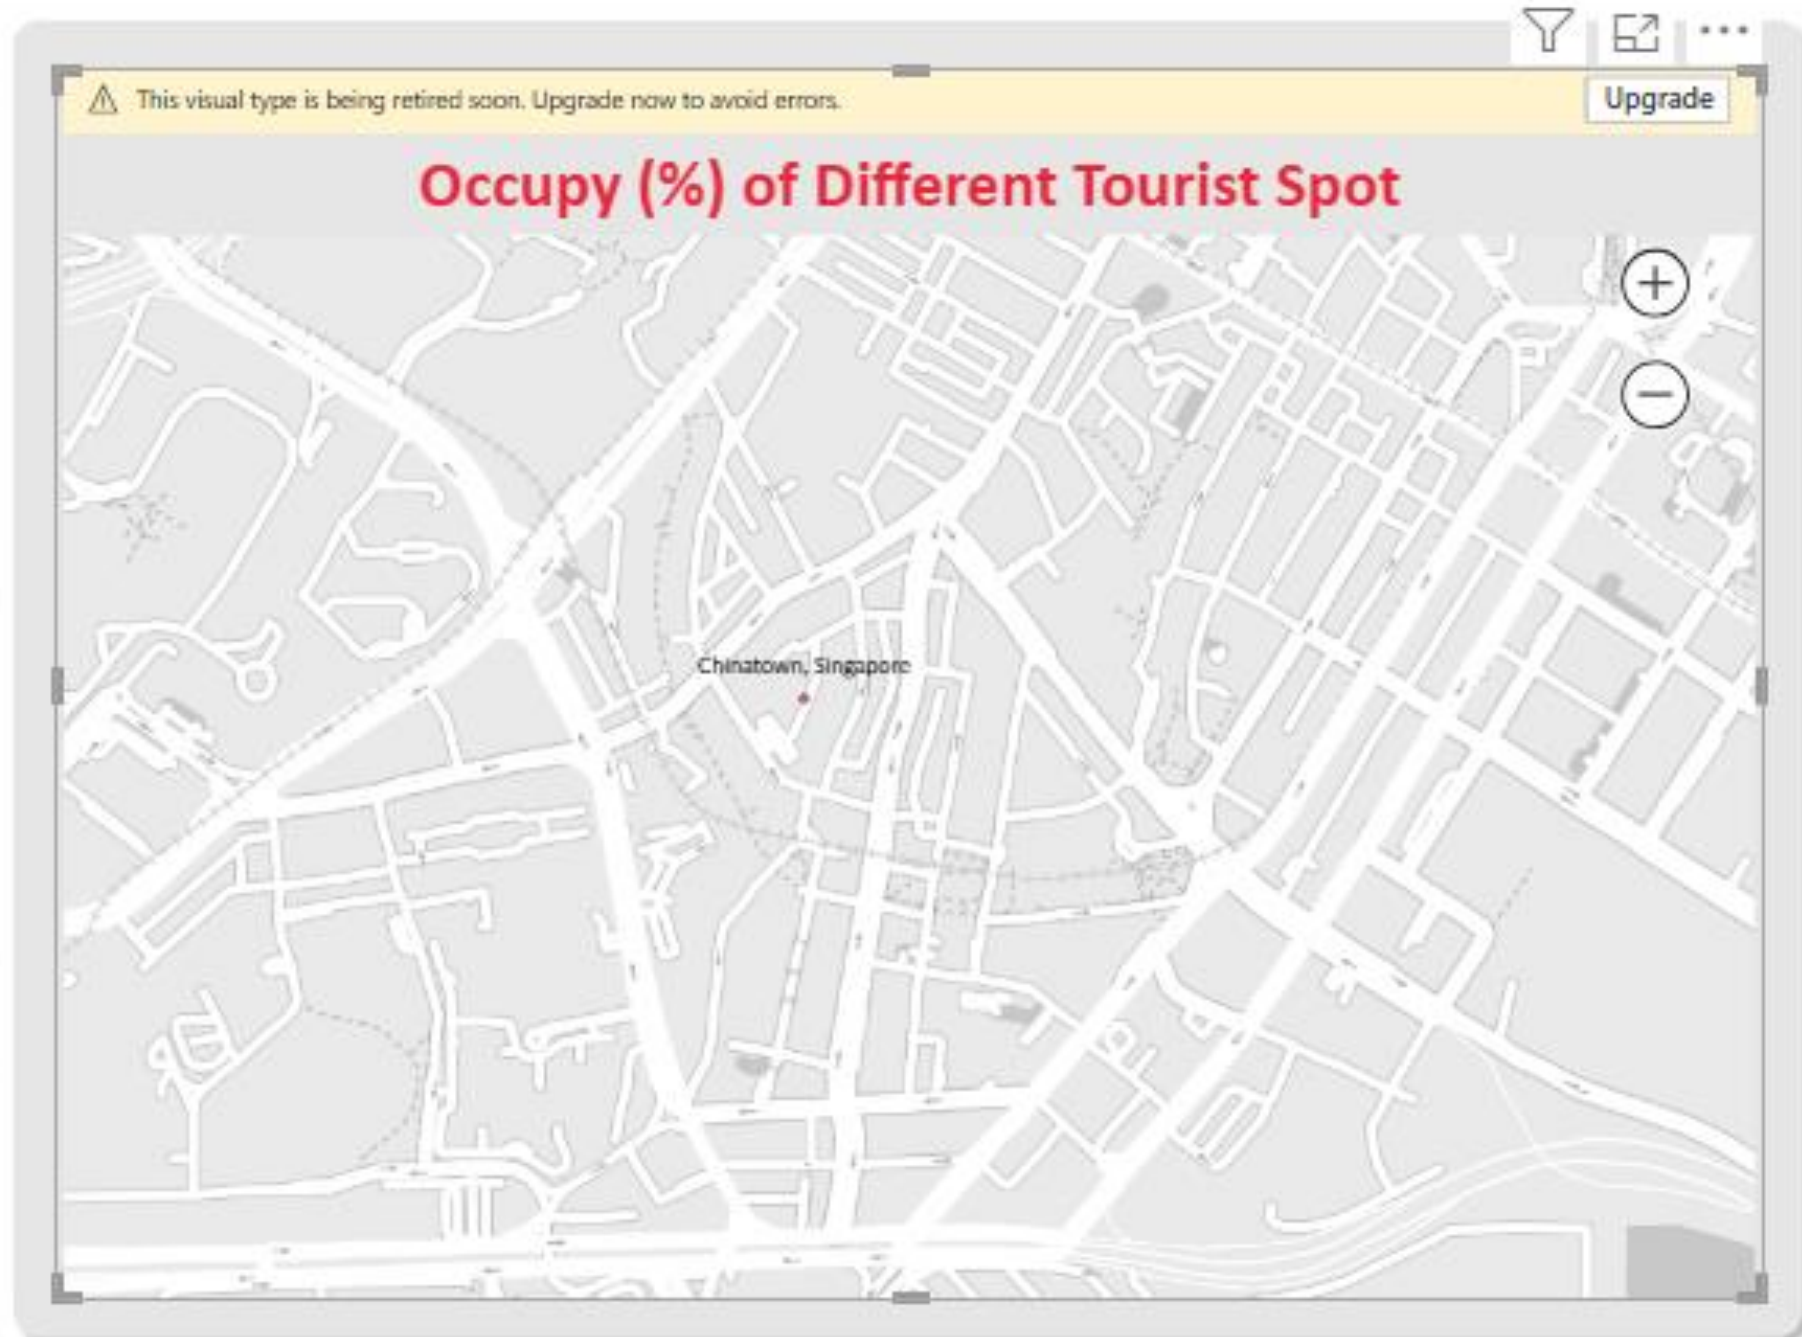 This visual type is being retired soon. Upgrade now to avoid errors.
Upgrade
Occupy (%) of Different Tourist Spot
Chinatown, Singapore